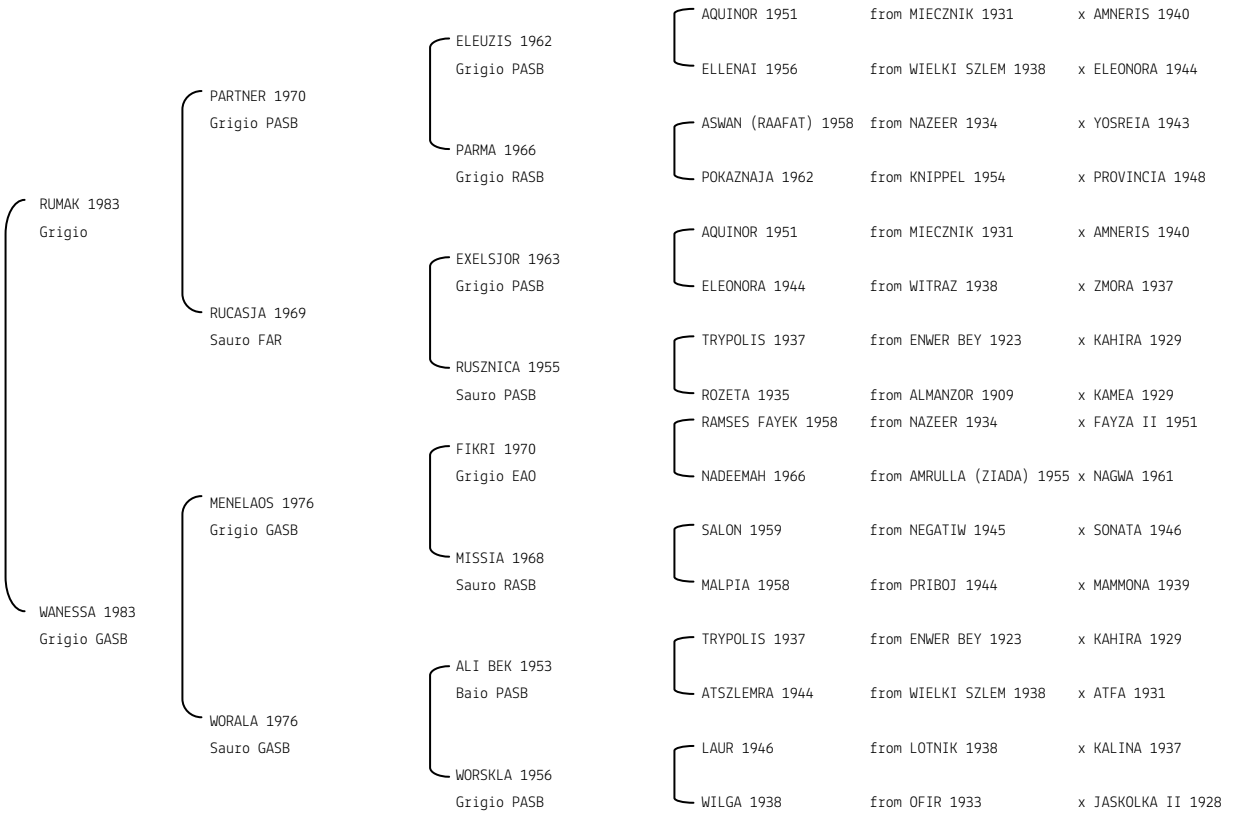 AQUINOR 1951 from MIECZNIK 1931 x AMNERIS 1940
ELEUZIS 1962
Grigio PASB
ELLENAI 1956 from WIELKI SZLEM 1938 x ELEONORA 1944
PARTNER 1970
Grigio PASB
ASWAN (RAAFAT) 1958 from NAZEER 1934 x YOSREIA 1943
PARMA 1966
Grigio RASB
POKAZNAJA 1962 from KNIPPEL 1954 x PROVINCIA 1948
RUMAK 1983
Grigio
AQUINOR 1951 from MIECZNIK 1931 x AMNERIS 1940
EXELSJOR 1963
Grigio PASB
ELEONORA 1944 from WITRAZ 1938 x ZMORA 1937
RUCASJA 1969
Sauro FAR
TRYPOLIS 1937 from ENWER BEY 1923 x KAHIRA 1929
RUSZNICA 1955
Sauro PASB
ROZETA 1935 from ALMANZOR 1909 x KAMEA 1929
RAMSES FAYEK 1958 from NAZEER 1934 x FAYZA II 1951
FIKRI 1970
Grigio EAO
NADEEMAH 1966 from AMRULLA (ZIADA) 1955 x NAGWA 1961
MENELAOS 1976
Grigio GASB
SALON 1959 from NEGATIW 1945 x SONATA 1946
MISSIA 1968
Sauro RASB
MALPIA 1958 from PRIBOJ 1944 x MAMMONA 1939
WANESSA 1983
Grigio GASB
TRYPOLIS 1937 from ENWER BEY 1923 x KAHIRA 1929
ALI BEK 1953
Baio PASB
ATSZLEMRA 1944 from WIELKI SZLEM 1938 x ATFA 1931
WORALA 1976
Sauro GASB
LAUR 1946 from LOTNIK 1938 x KALINA 1937
WORSKLA 1956
Grigio PASB
WILGA 1938 from OFIR 1933 x JASKOLKA II 1928